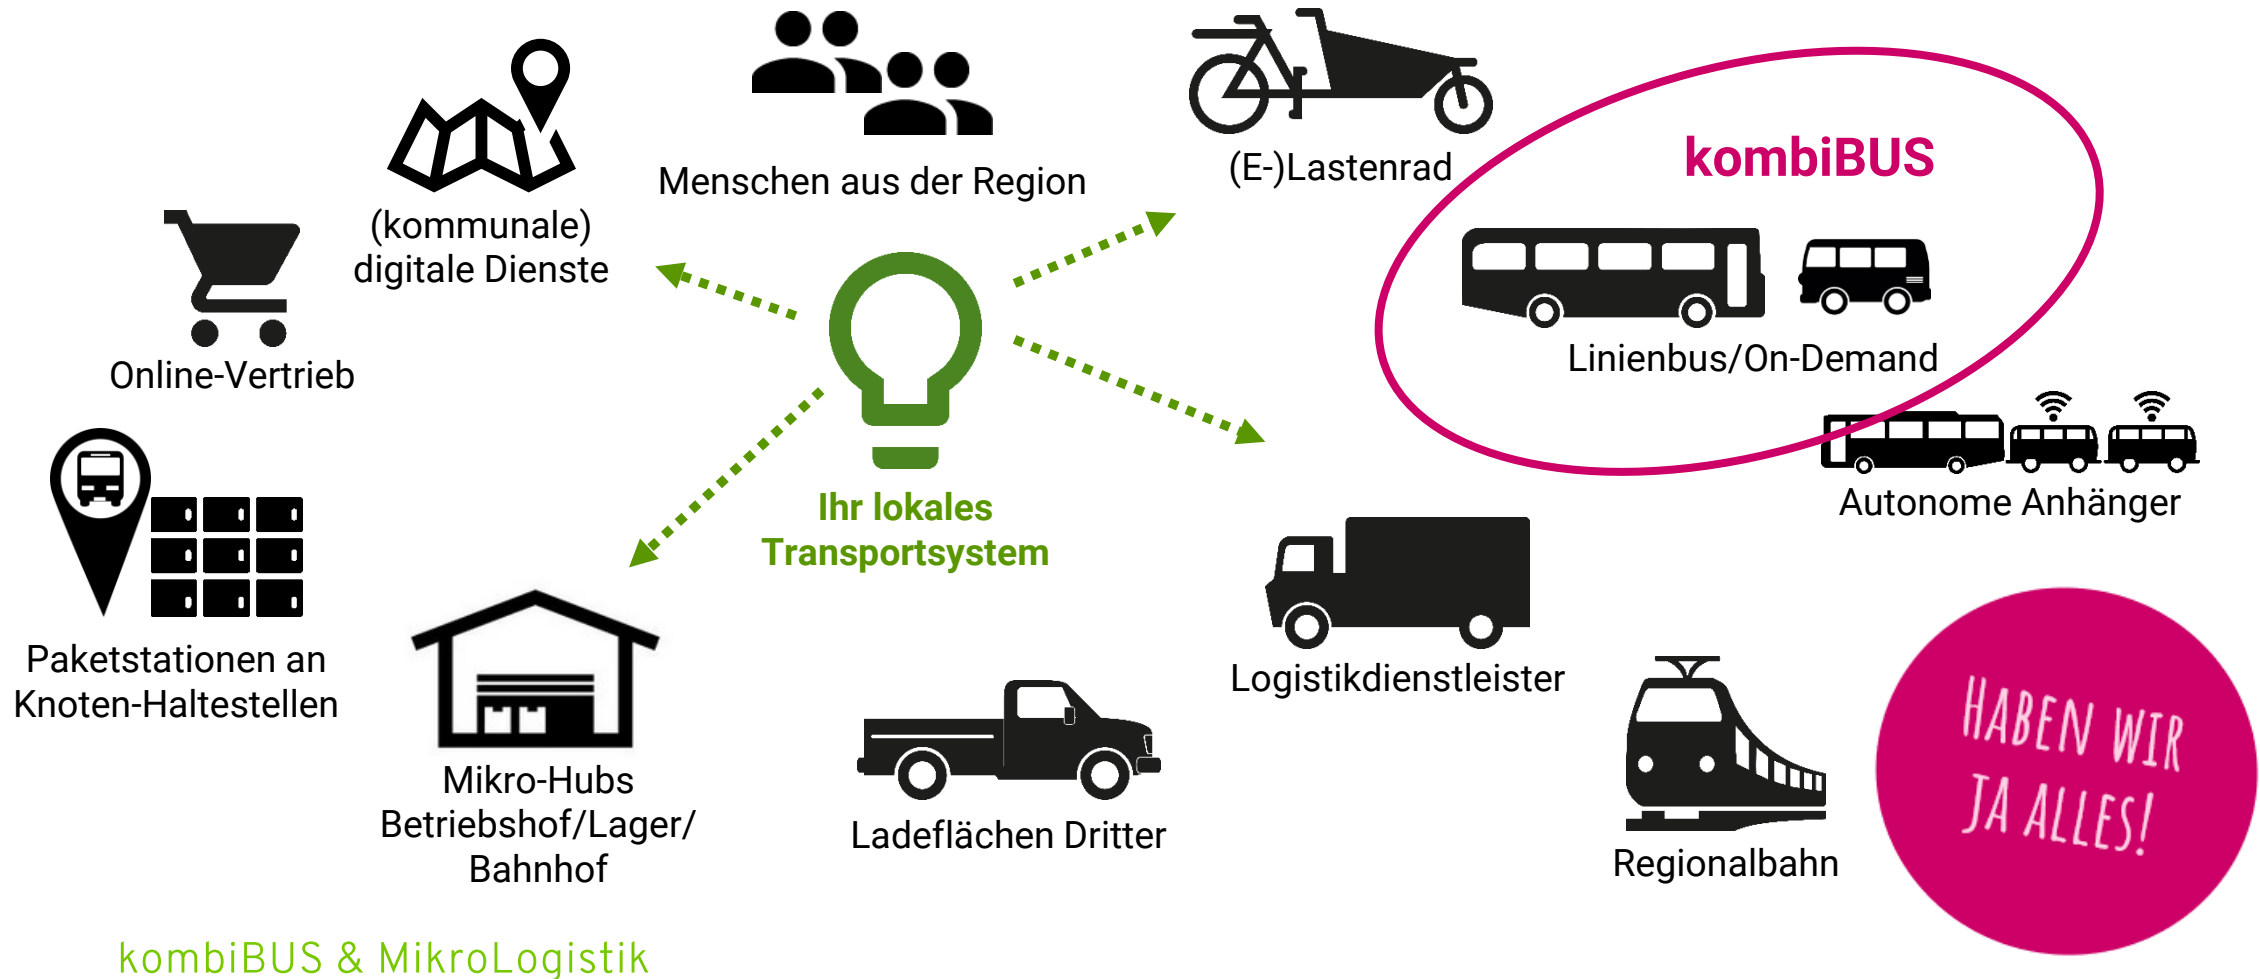 Menschen aus der Region
(E-)Lastenrad
kombiBUS
(kommunale)
digitale Dienste
Linienbus/On-Demand
Online-Vertrieb
Autonome Anhänger
Ihr lokales
Transportsystem
Paketstationen an
Knoten-Haltestellen
Logistikdienstleister
Mikro-Hubs
Betriebshof/Lager/
Bahnhof
Ladeflächen Dritter
Regionalbahn
HABEN WIR
JA ALLES!
kombiBUS & MikroLogistik